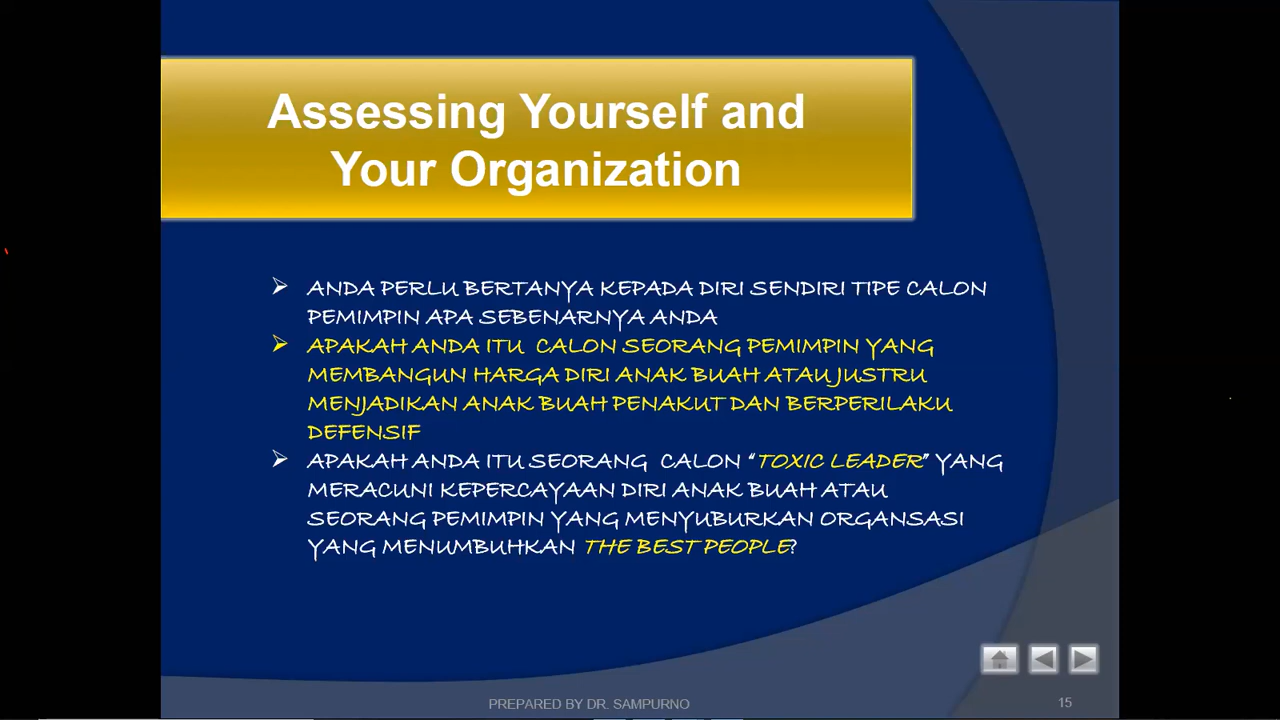 Assessing Yourself and
Your Organization
ANDA PERLU BERTANYA KEPADA DIRI SENDIRI TIPE CALON
PEMIMPIN APA SEBENARNYA ANDA
APAKAH ANDA ITU CALON SEORANG PEMIMPIN YANG
MEMBANGUN HARGA DIRI ANAK BUAH ATAU JUSTRU
MENJADIKAN ANAK BUAH PENAKUT DAN BERPERILAKU
DEFENSIF
APAKAH ANDA ITU SEORANG CALON “TOXIC LEADER” YANG
MERACUNI KEPERCAYAAN DIRI ANAK BUAH ATAU
SEORANG PEMIMPIN YANG MENYUBURKAN ORGANSASI
YANG MENUMBUHKAN THE BEST PEOPLE?
PREPARED BY DR. SAMPURNO
15